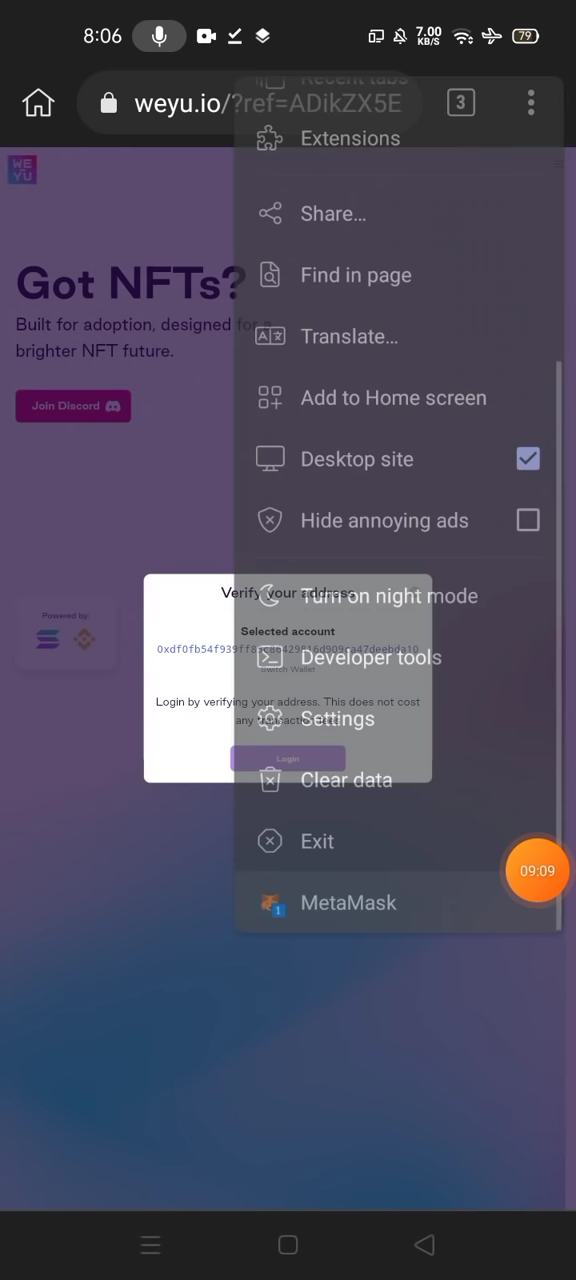 8:06
7.00
KB/S
79
weyu.io/?ref=ADikZX5E
3
Recent tabs
Extensions
WE
YU
Share…
Got NFTs?
Find in page
Built for adoption, designed for a
brighter NFT future.
Translate…
Add to Home screen
Join Discord
Desktop site
Hide annoying ads
Verify your address
Turn on night mode
Powered by:
Selected account
Developer tools
Switch Wallet
Login by verifying your address. This does not cost
any
Settings
Login
Clear data
Exit
09:09
MetaMask
1